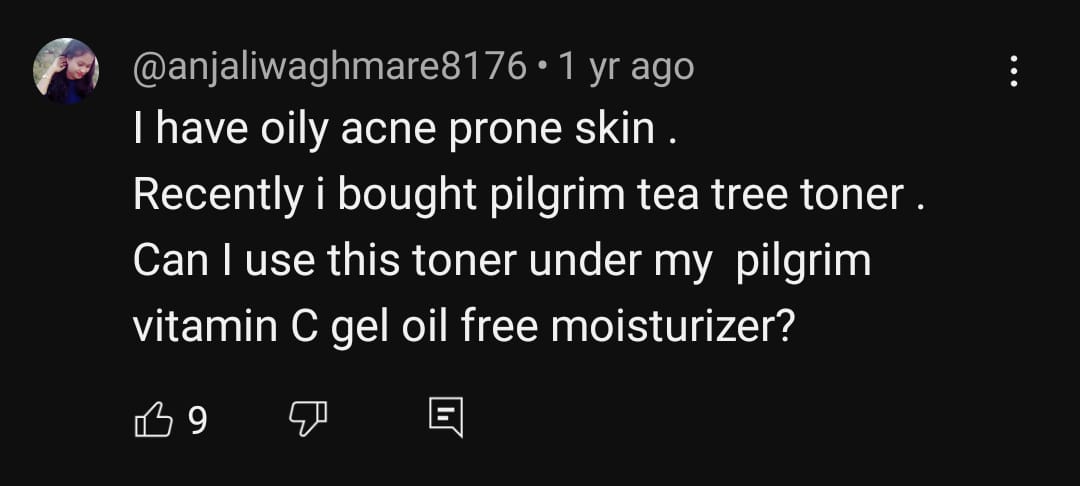 @anjaliwaghmare8176 • 1 yr ago
I have oily acne prone skin .
Recently i bought pilgrim tea tree toner .
Can I use this toner under my  pilgrim
vitamin C gel oil free moisturizer?
9